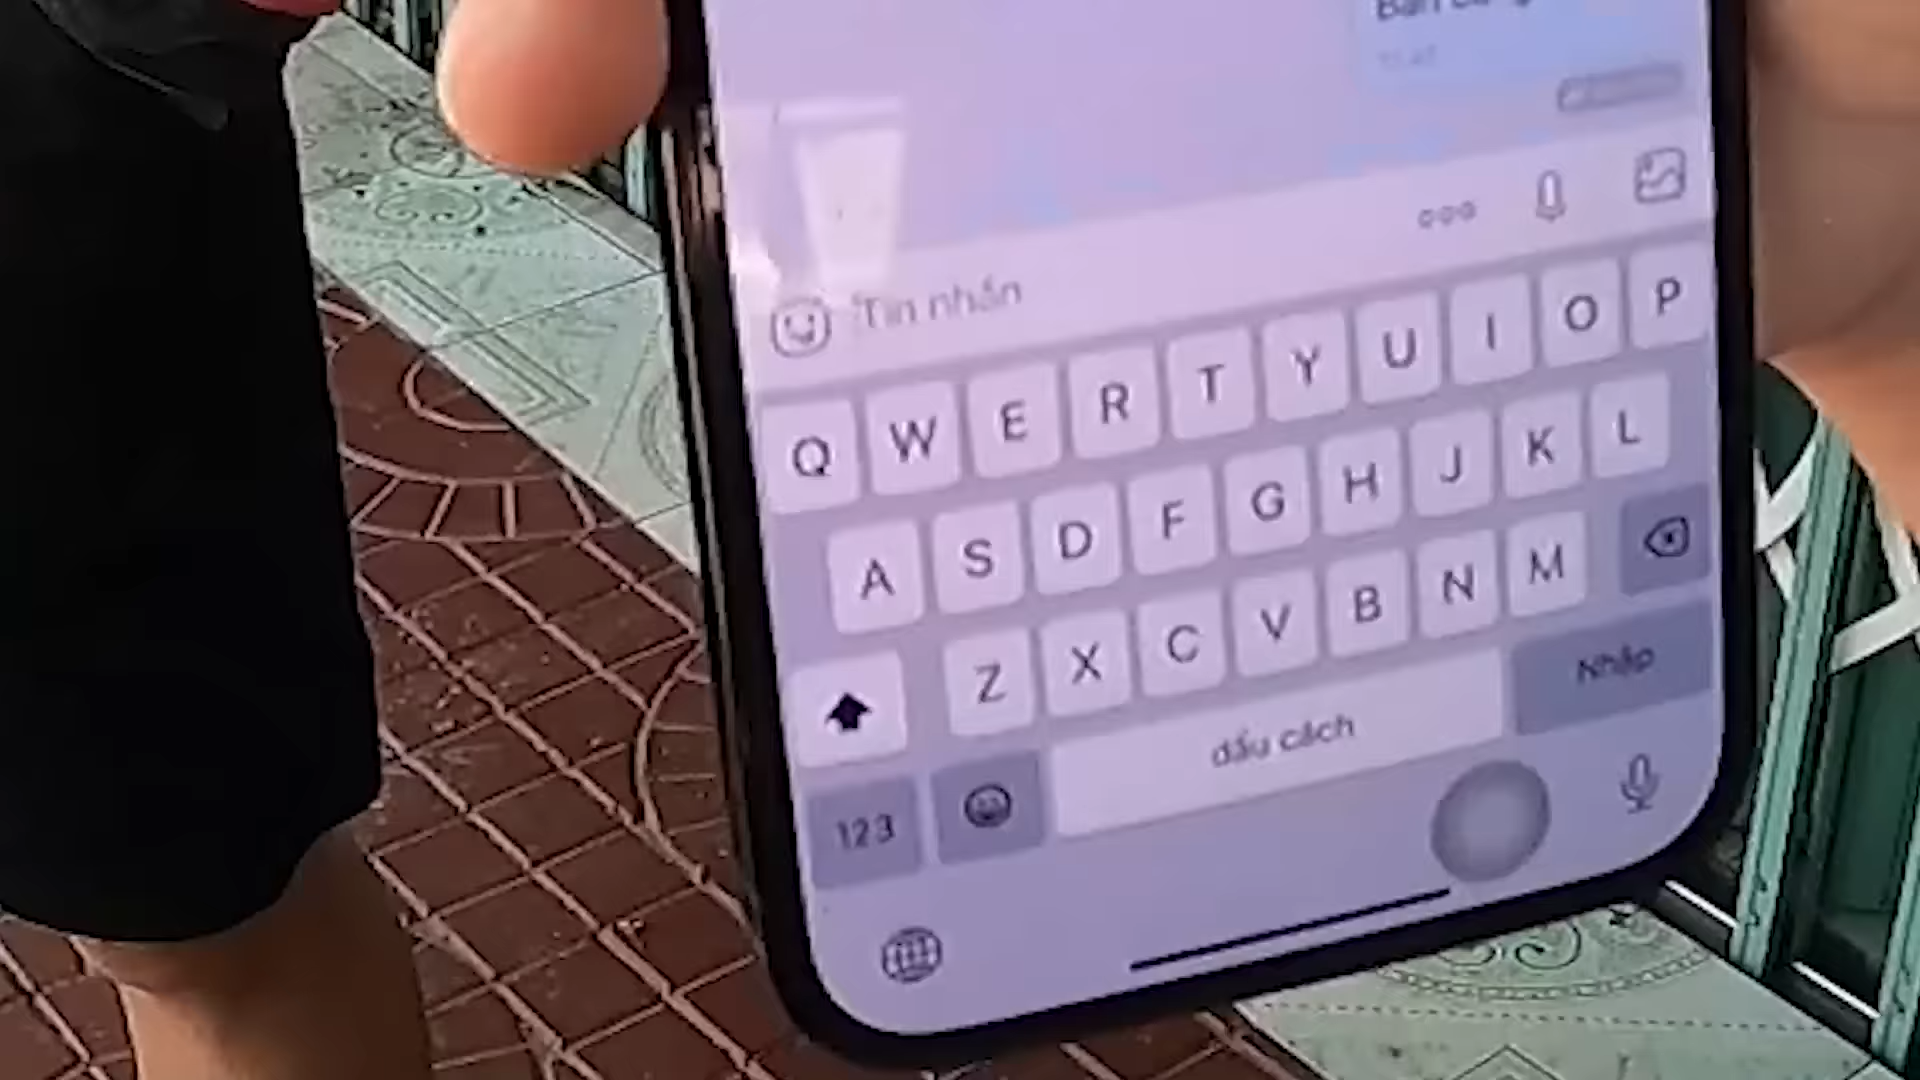 Tin nhắn
Q W E R T Y U I O P
A S D F G H J K L
Z X C V B N M
Nhập
123
dấu cách